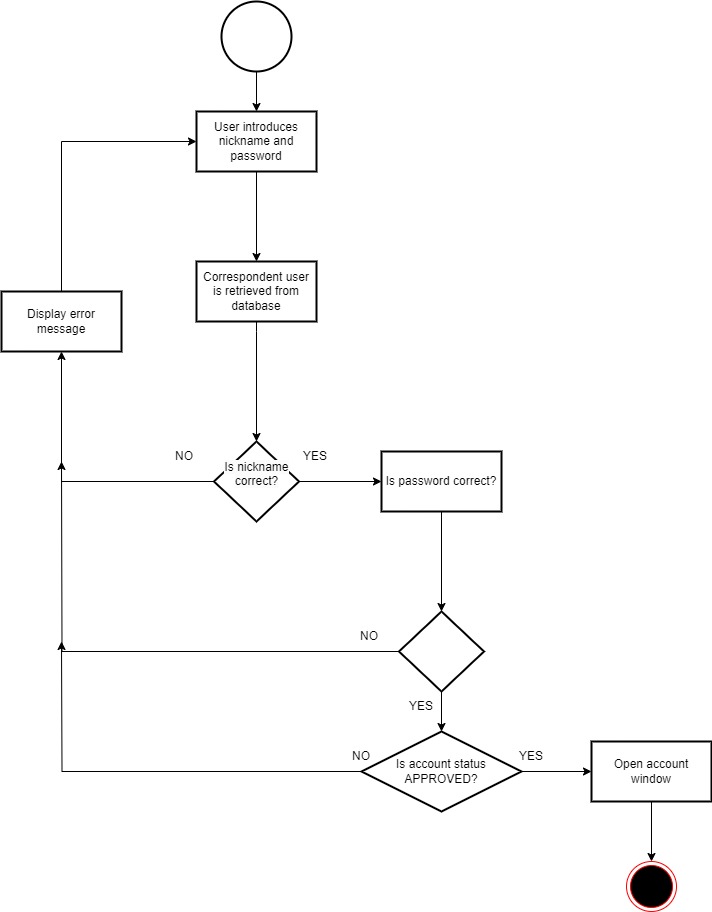 User introduces
nickname and
password
Correspondent user
is retrieved from
database
Display error
message
NO
YES
Is nickname
correct?
Is password correct?
NO
YES
NO
Is account status
APPROVED?
YES
Open account
window